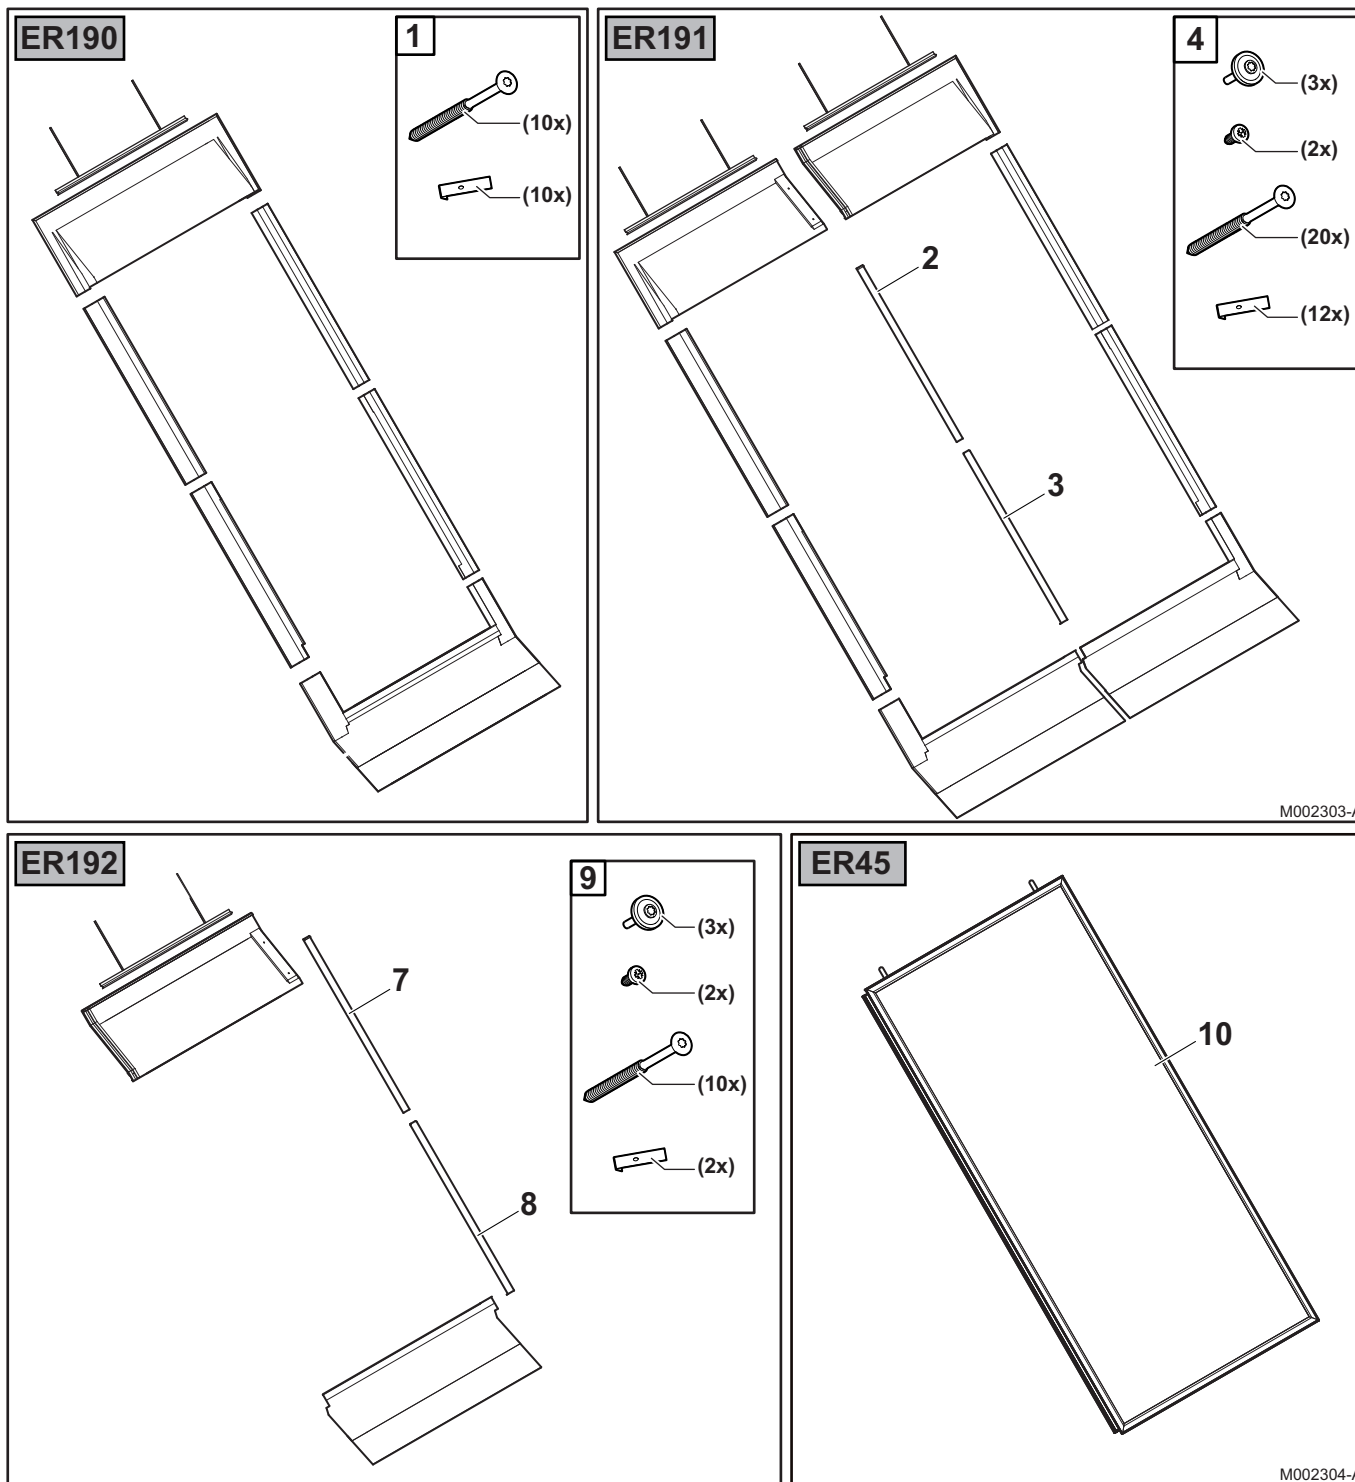 ER190
1
(10x)
(10x)
ER191
4
(3x)
(2x)
(20x)
(12x)
2
3
M002303-A
ER192
9
(3x)
(2x)
(10x)
(2x)
7
8
ER45
10
M002304-A